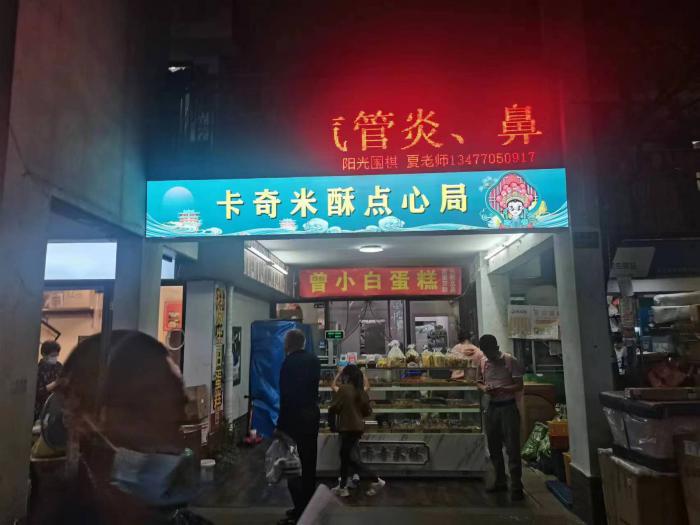 气管炎、鼻
阳光围棋 夏老师13477050917
卡奇米酥点心局
曾小白蛋糕